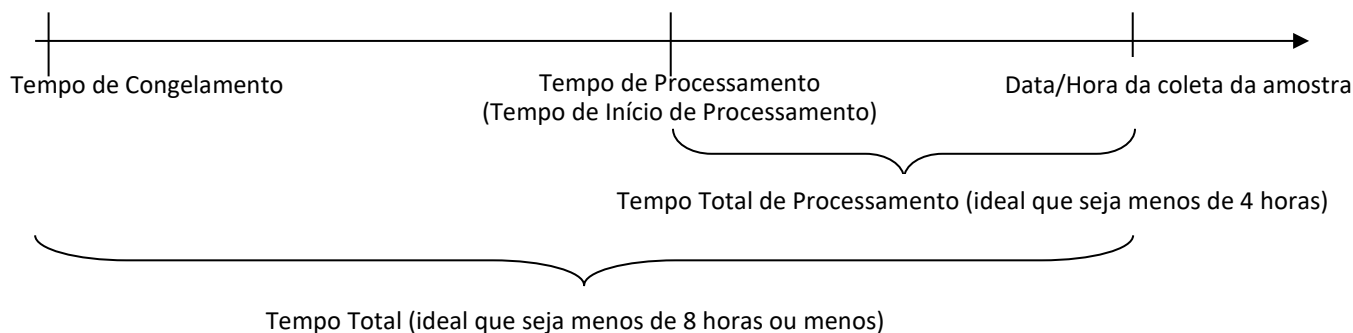 Tempo de Congelamento
Tempo de Processamento
(Tempo de Início de Processamento)
Data/Hora da coleta da amostra
Tempo Total de Processamento (ideal que seja menos de 4 horas)
Tempo Total (ideal que seja menos de 8 horas ou menos)